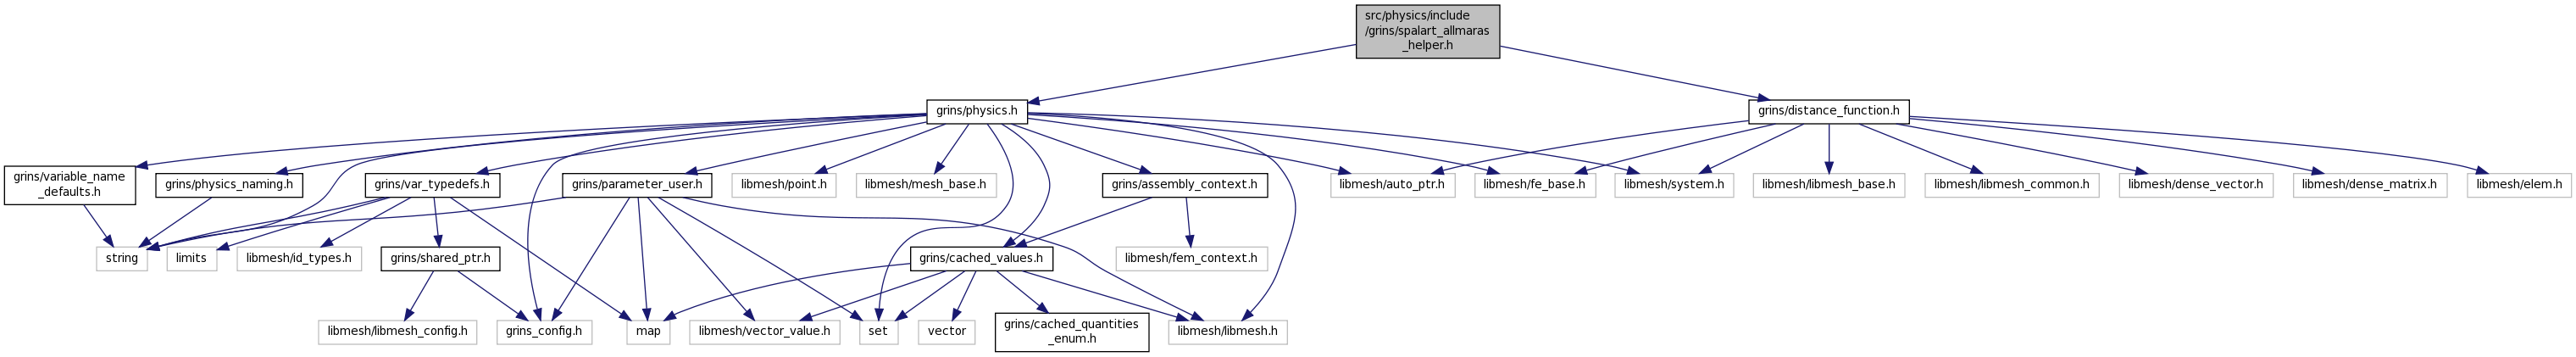 src/physics/include
/grins/spalart_allmaras
_helper.h
grins/physics.h
grins/distance_function.h
grins/variable_name
_defaults.h
grins/physics_naming.h
grins/var_typedefs.h
grins/parameter_user.h
libmesh/point.h
libmesh/mesh_base.h
grins/assembly_context.h
libmesh/auto_ptr.h
libmesh/fe_base.h
libmesh/system.h
libmesh/libmesh_base.h
libmesh/libmesh_common.h
libmesh/dense_vector.h
libmesh/dense_matrix.h
libmesh/elem.h
string
limits
libmesh/id_types.h
grins/shared_ptr.h
grins/cached_values.h
libmesh/fem_context.h
libmesh/libmesh_config.h
grins_config.h
map
libmesh/vector_value.h
set
vector
grins/cached_quantities
_enum.h
libmesh/libmesh.h